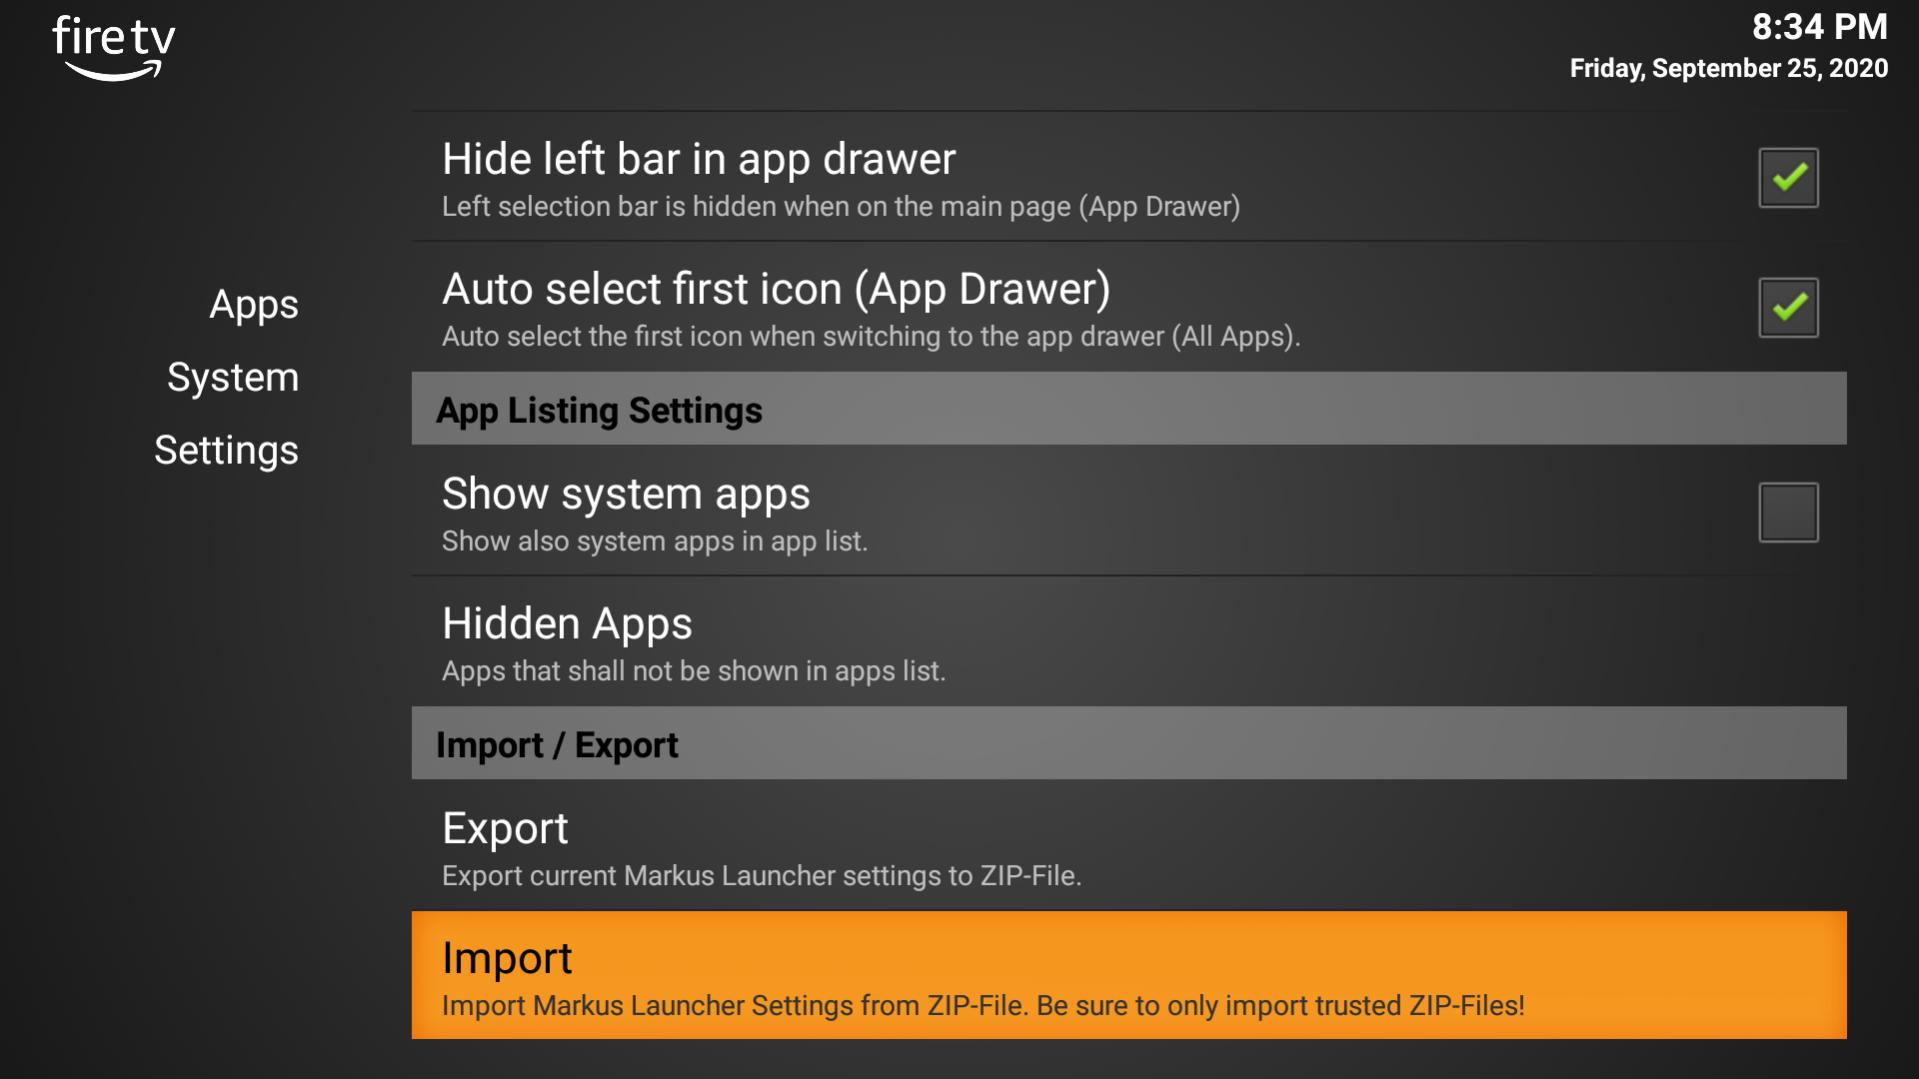 fire tv
8:34 PM
Friday, September 25, 2020
Apps
System
Settings
Hide left bar in app drawer
Left selection bar is hidden when on the main page (App Drawer)
Auto select first icon (App Drawer)
Auto select the first icon when switching to the app drawer (All Apps).
App Listing Settings
Show system apps
Show also system apps in app list.
Hidden Apps
Apps that shall not be shown in apps list.
Import / Export
Export
Export current Markus Launcher settings to ZIP-File.
Import
Import Markus Launcher Settings from ZIP-File. Be sure to only import trusted ZIP-Files!